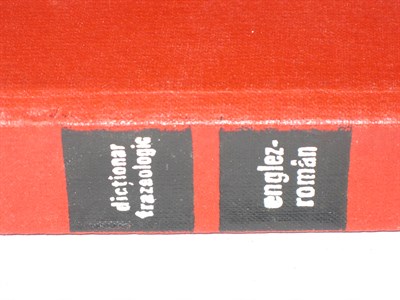 dicționar
frazeologic
englez-
român